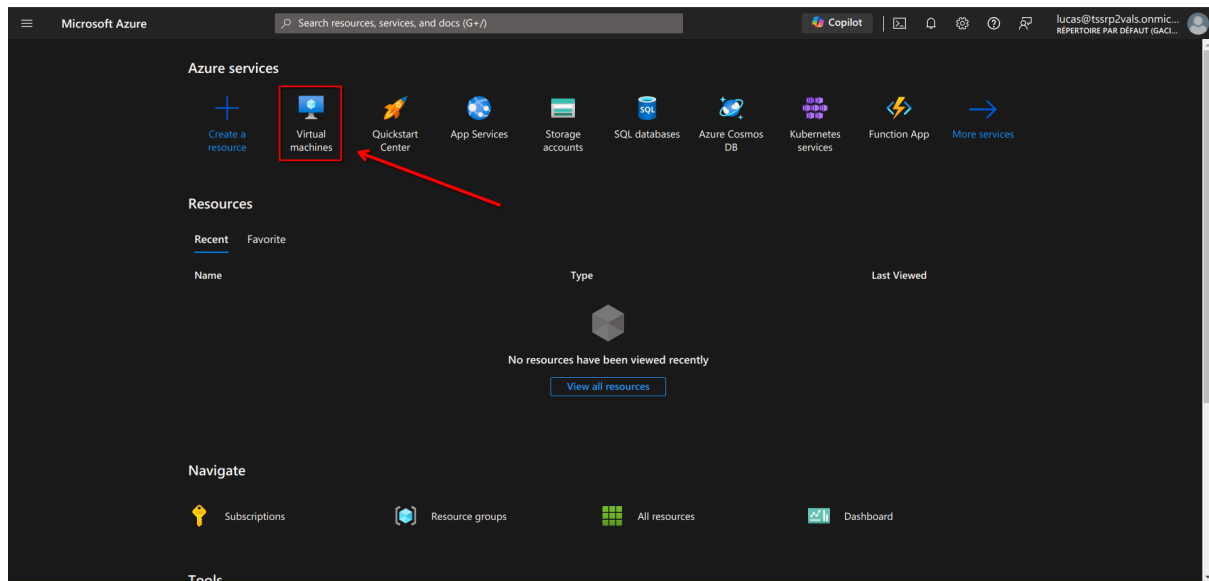 Microsoft Azure
Search resources, services, and docs (G+/)
Copilot
lucas@tssrp2vals.onmic...
RÉPERTOIRE PAR DÉFAUT (GACI...
Azure services
Create a
resource
Virtual
machines
Quickstart
Center
App Services
Storage
accounts
SQL
SQL databases
Azure Cosmos
DB
Kubernetes
services
Function App
More services
Resources
Recent
Favorite
Name
Type
Last Viewed
No resources have been viewed recently
View all resources
Navigate
Subscriptions
Resource groups
All resources
Dashboard
Tools